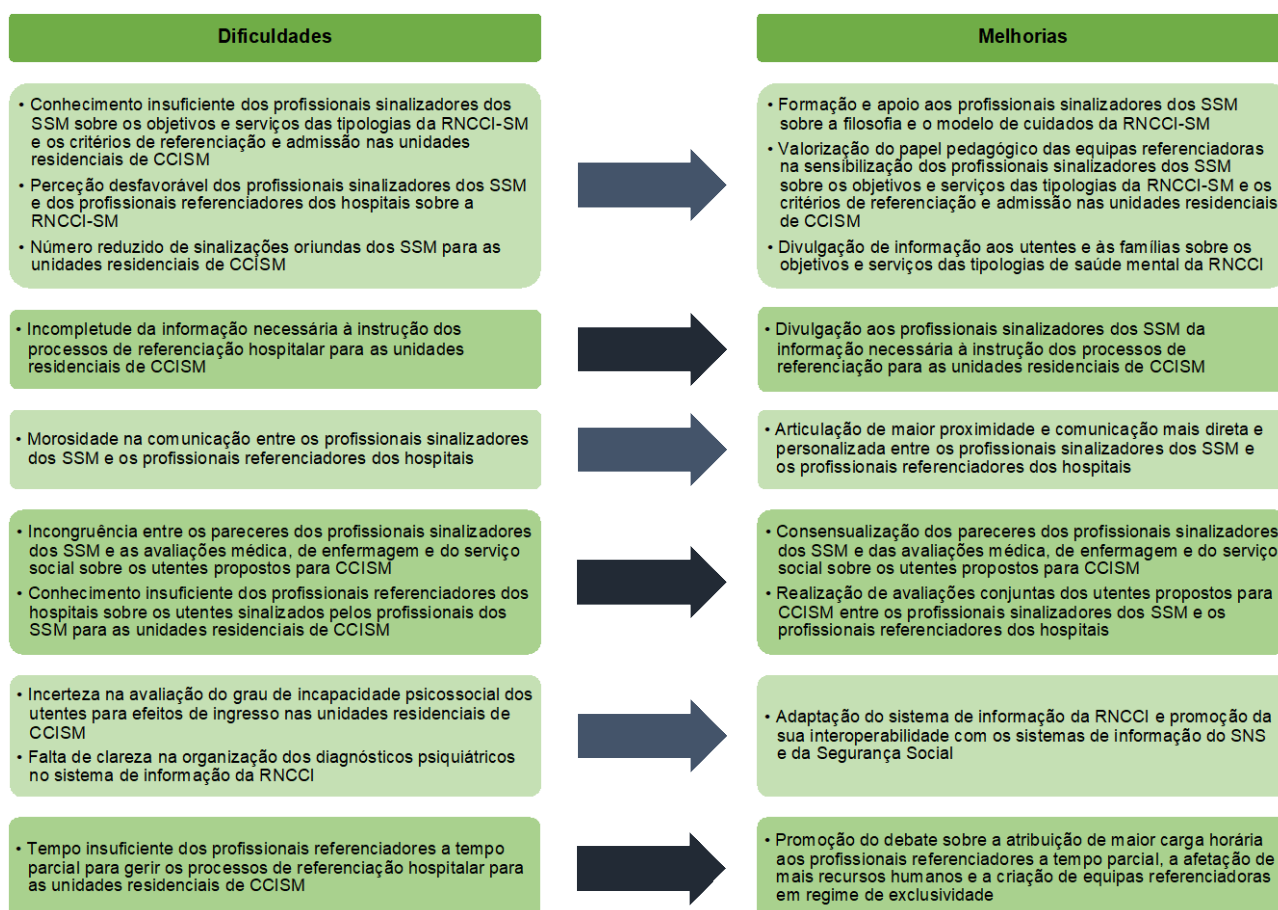 Dificuldades
Melhorias
• Conhecimento insuficiente dos profissionais sinalizadores dos
SSM sobre os objetivos e serviços das tipologias da RNCCI-SM
e os critérios de referenciação e admissão nas unidades
residenciais de CCISM
• Perceção desfavorável dos profissionais sinalizadores dos SSM
e dos profissionais referenciadores dos hospitais sobre a
RNCCI-SM
• Número reduzido de sinalizações oriundas dos SSM para as
unidades residenciais de CCISM
• Formação e apoio aos profissionais sinalizadores dos SSM
sobre a filosofia e o modelo de cuidados da RNCCI-SM
• Valorização do papel pedagógico das equipas referenciadoras
na sensibilização dos profissionais sinalizadores dos SSM
sobre os objetivos e serviços das tipologias da RNCCI-SM e os
critérios de referenciação e admissão nas unidades residenciais
de CCISM
• Divulgação de informação aos utentes e às famílias sobre os
objetivos e serviços das tipologias de saúde mental da RNCCI
• Incompletude da informação necessária à instrução dos
processos de referenciação hospitalar para as unidades
residenciais de CCISM
• Divulgação aos profissionais sinalizadores dos SSM da
informação necessária à instrução dos processos de
referenciação para as unidades residenciais de CCISM
• Morosidade na comunicação entre os profissionais sinalizadores
dos SSM e os profissionais referenciadores dos hospitais
• Articulação de maior proximidade e comunicação mais direta e
personalizada entre os profissionais sinalizadores dos SSM e
os profissionais referenciadores dos hospitais
• Incongruência entre os pareceres dos profissionais sinalizadores
dos SSM e as avaliações médica, de enfermagem e do serviço
social sobre os utentes propostos para CCISM
• Conhecimento insuficiente dos profissionais referenciadores dos
hospitais sobre os utentes sinalizados pelos profissionais dos
SSM para as unidades residenciais de CCISM
• Consensualização dos pareceres dos profissionais sinalizadores
dos SSM e das avaliações médica, de enfermagem e do serviço
social sobre os utentes propostos para CCISM
• Realização de avaliações conjuntas dos utentes propostos para
CCISM entre os profissionais sinalizadores dos SSM e os
profissionais referenciadores dos hospitais
• Incerteza na avaliação do grau de incapacidade psicossocial dos
utentes para efeitos de ingresso nas unidades residenciais de
CCISM
• Falta de clareza na organização dos diagnósticos psiquiátricos
no sistema de informação da RNCCI
• Adaptação do sistema de informação da RNCCI e promoção da
sua interoperabilidade com os sistemas de informação do SNS
e da Segurança Social
• Tempo insuficiente dos profissionais referenciadores a tempo
parcial para gerir os processos de referenciação hospitalar para
as unidades residenciais de CCISM
• Promoção do debate sobre a atribuição de maior carga horária
aos profissionais referenciadores a tempo parcial, a afetação de
mais recursos humanos e a criação de equipas referenciadoras
em regime de exclusividade